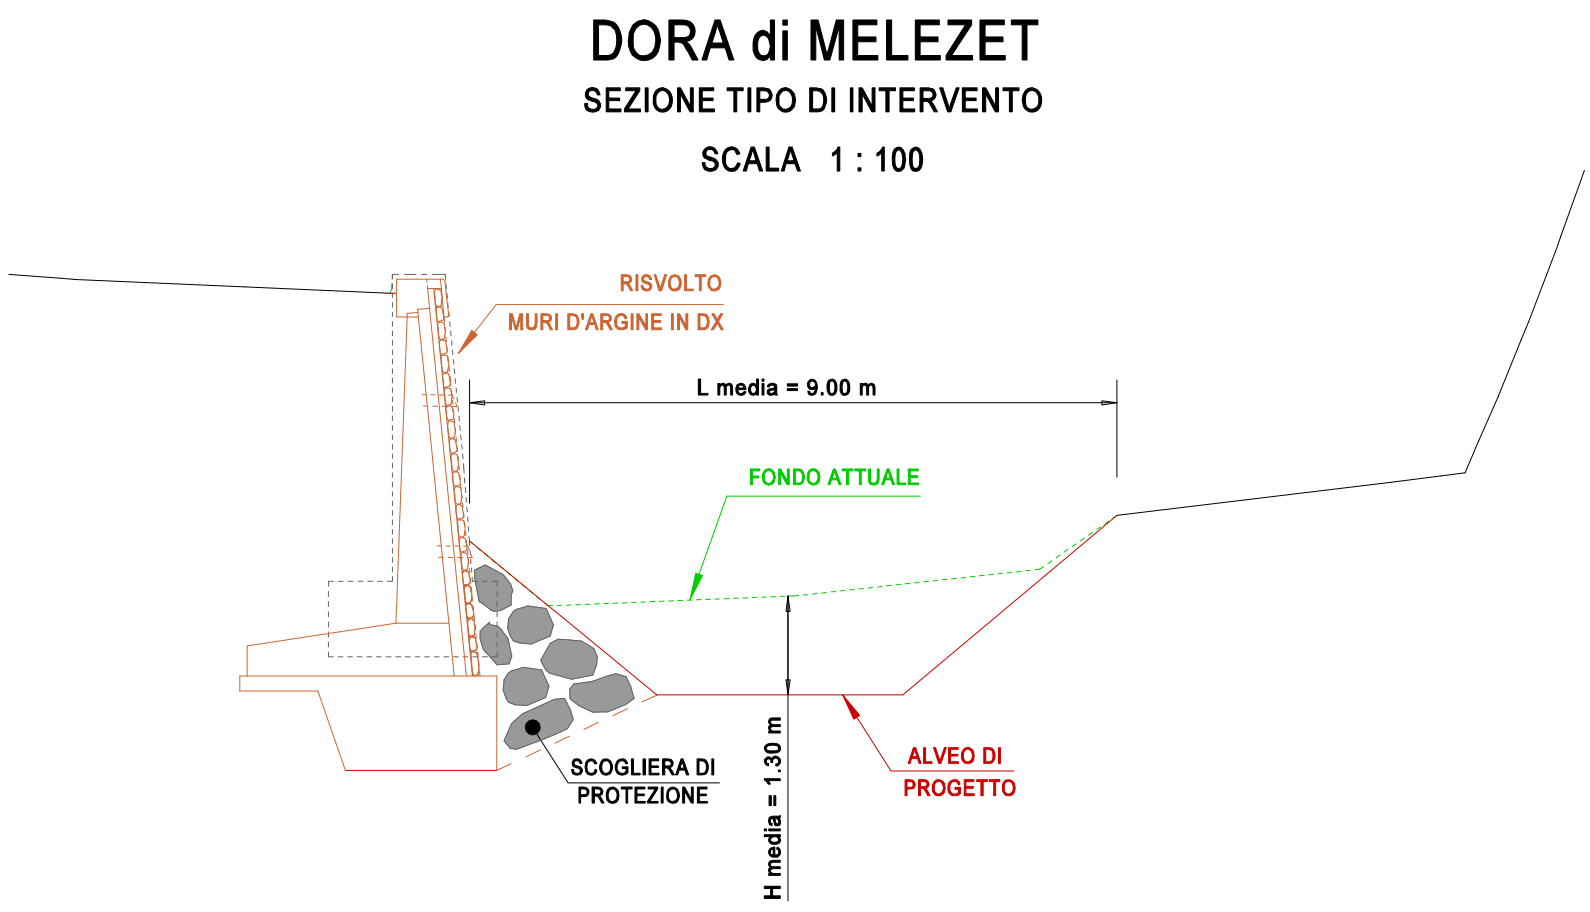 DORA di MELEZET
SEZIONE TIPO DI INTERVENTO
SCALA 1 : 100
RISVOLTO
MURI D'ARGINE IN DX
L media = 9.00 m
FONDO ATTUALE
SCOGLIERA DI
PROTEZIONE
H media = 1.30 m
ALVEO DI
PROGETTO